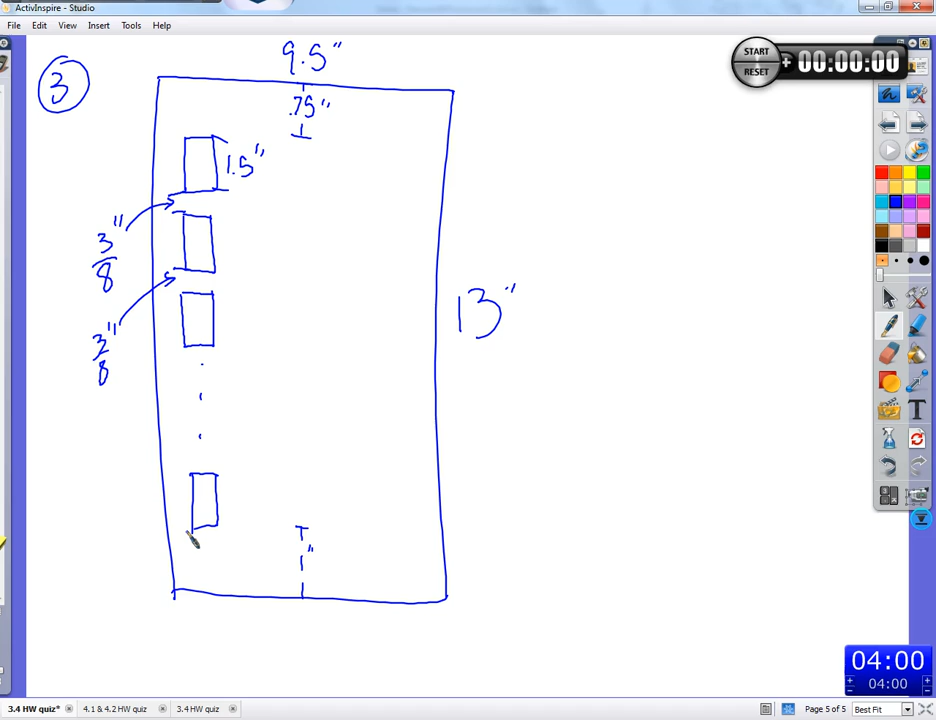 ActivInspire - Studio
File Edit View Insert Tools Help
START
RESET
+ 00:00:00
3
9.5"
.75"
1.5"
3/8"
3/8"
13"
1"
T
04:00
04:00
3.4 HW quiz* 4.1 & 4.2 HW quiz 3.4 HW quiz
Page 5 of 5 Best Fit